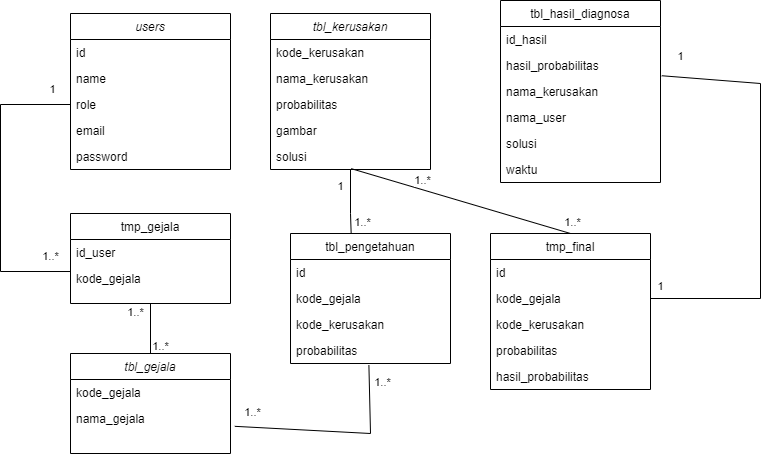 users
id
name
role
email
password
tbl_kerusakan
kode_kerusakan
nama_kerusakan
probabilitas
gambar
solusi
tbl_hasil_diagnosa
id_hasil
hasil_probabilitas
nama_kerusakan
nama_user
solusi
waktu
1
1
1
1..*
1..*
1..*
1..*
tmp_gejala
id_user
kode_gejala
tbl_pengetahuan
id
kode_gejala
kode_kerusakan
probabilitas
tmp_final
id
kode_gejala
kode_kerusakan
probabilitas
hasil_probabilitas
1
1..*
1..*
tbl_gejala
kode_gejala
nama_gejala
1..*
1..*